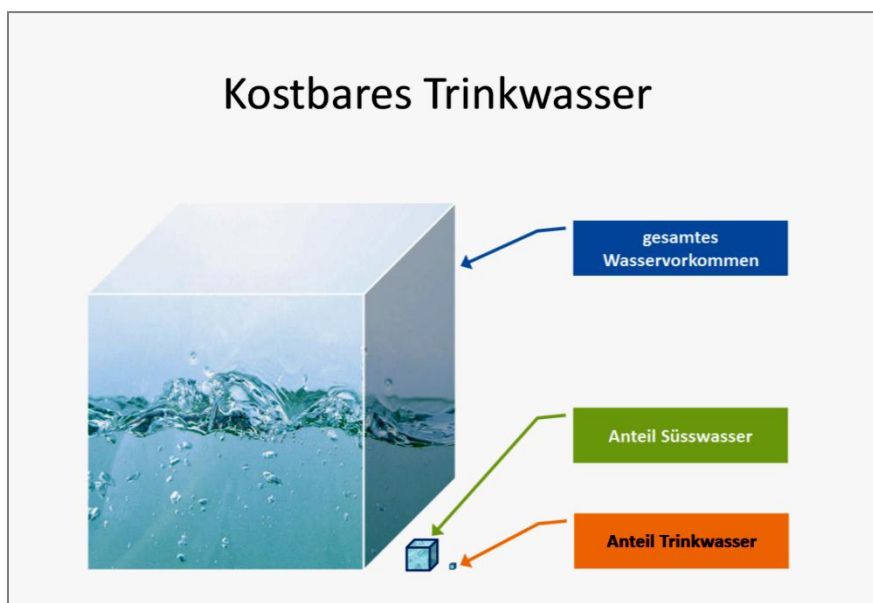 Kostbares Trinkwasser
gesamtes
Wasservorkommen
Anteil Süsswasser
Anteil Trinkwasser